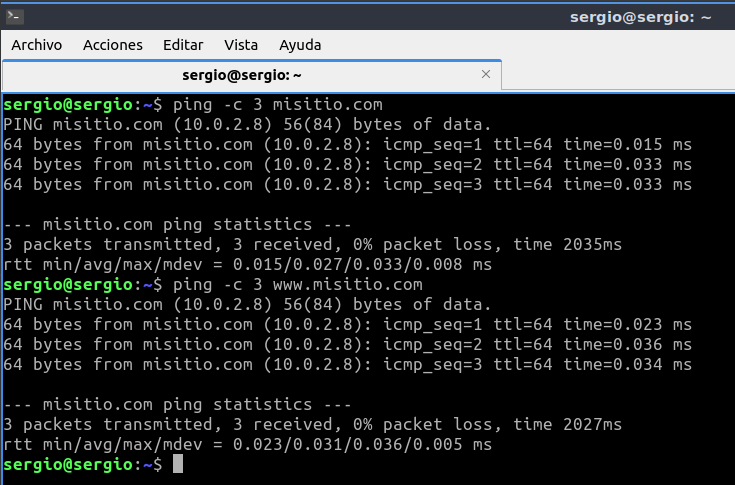 sergio@sergio: ~
Archivo Acciones Editar Vista Ayuda
sergio@sergio: ~ ×
sergio@sergio:~$ ping -c 3 misitio.com
PING misitio.com (10.0.2.8) 56(84) bytes of data.
64 bytes from misitio.com (10.0.2.8): icmp_seq=1 ttl=64 time=0.015 ms
64 bytes from misitio.com (10.0.2.8): icmp_seq=2 ttl=64 time=0.033 ms
64 bytes from misitio.com (10.0.2.8): icmp_seq=3 ttl=64 time=0.033 ms

--- misitio.com ping statistics ---
3 packets transmitted, 3 received, 0% packet loss, time 2035ms
rtt min/avg/max/mdev = 0.015/0.027/0.033/0.008 ms
sergio@sergio:~$ ping -c 3 www.misitio.com
PING misitio.com (10.0.2.8) 56(84) bytes of data.
64 bytes from misitio.com (10.0.2.8): icmp_seq=1 ttl=64 time=0.023 ms
64 bytes from misitio.com (10.0.2.8): icmp_seq=2 ttl=64 time=0.036 ms
64 bytes from misitio.com (10.0.2.8): icmp_seq=3 ttl=64 time=0.034 ms

--- misitio.com ping statistics ---
3 packets transmitted, 3 received, 0% packet loss, time 2027ms
rtt min/avg/max/mdev = 0.023/0.031/0.036/0.005 ms
sergio@sergio:~$